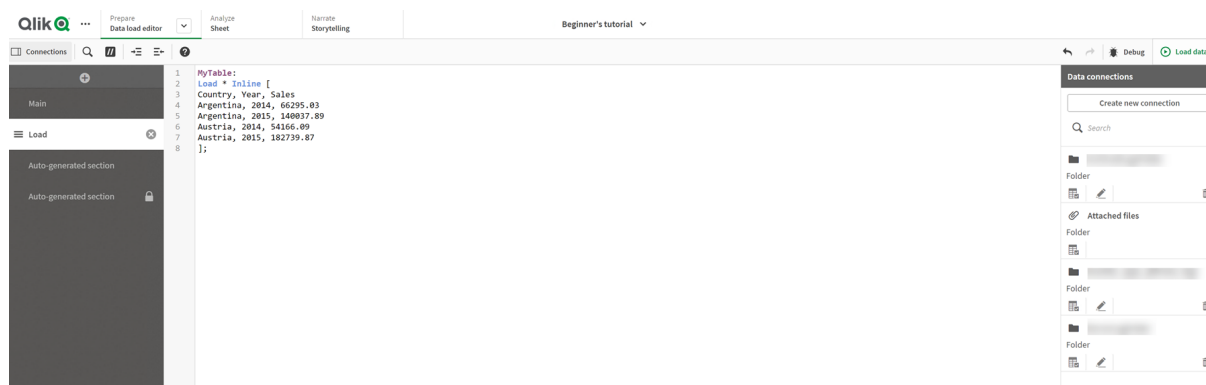 Qlik
Prepare
Data load editor
Analyze
Sheet
Narrate
Storytelling
Beginner's tutorial
Connections
Debug
Load data
Main
Load
Auto-generated section
Auto-generated section
1 MyTable:
2 Load * Inline [
3 Country, Year, Sales
4 Argentina, 2014, 66295.03
5 Argentina, 2015, 140037.89
6 Austria, 2014, 54166.09
7 Austria, 2015, 182739.87
8 ];
Data connections
Create new connection
Search
Folder
Attached files
Folder
Folder
Folder